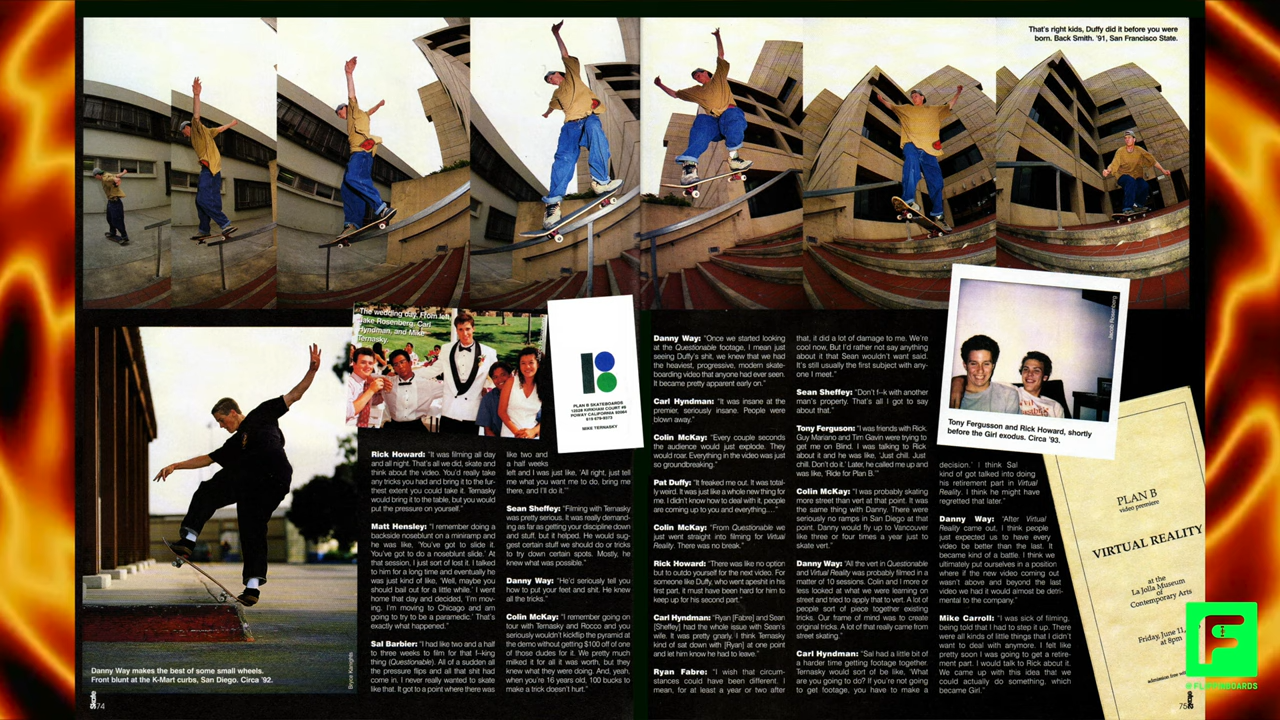 That's right kids, Duffy did it before you were
born. Back Smith. '91, San Francisco State.
The wedding day. From left,
Jake Rosenberg, Carl
Hyndman, and Mike
Ternasky.
PLAN B SKATEBOARDS
POWAY CALIFORNIA 92064
MIKE TERNASKY
Jacob Rosenberg
Tony Fergusson and Rick Howard, shortly
before the Girl exodus. Circa '93.
Danny Way makes the best of some small wheels.
Front blunt at the K-Mart curbs, San Diego. Circa '92.
74
Rick Howard: "It was filming all day
and all night. That's all we did, skate and
think about the video. You'd really take
any tricks you had and bring it to the fur-
thest extent you could take it. Ternasky
would bring it to the table, but you would
put the pressure on yourself."
Matt Hensley: "I remember doing a
backside noseblunt on a miniramp and
he was like, 'You've got to slide it.
You've got to do a noseblunt slide.' At
that session, I just sort of lost it. I talked
to him for a long time and eventually he
was just kind of like, 'Well, maybe you
should bail out for a little while.' I went
home that day and decided, 'I'm mov-
ing. I'm moving to Chicago and am
going to try to be a paramedic.' That's
exactly what happened."
Sal Barbier: "I had like two and a half
to three weeks to film for that f--king
thing (Questionable). All of a sudden all
the pressure flips and all that shit had
come in. I never really wanted to skate
like that. It got to a point where there was
like two and
a half weeks
left and I was just like, 'All right, just tell
me what you want me to do, bring me
there, and I'll do it.'"
Sean Sheffey: "Filming with Ternasky
was pretty serious. It was really demand-
ing as far as getting your discipline down
and stuff, but it helped. He would sug-
gest certain stuff we should do or tricks
to try down certain spots. Mostly, he
knew what was possible."
Danny Way: "He'd seriously tell you
how to put your feet and shit. He knew
all the tricks."
Colin McKay: "I remember going on
tour with Ternasky and Rocco and you
seriously wouldn't kickflip the pyramid at
the demo without getting $100 off of one
of those dudes for it. We pretty much
milked it for all it was worth, but they
knew what they were doing. And, yeah,
when you're 16 years old, 100 bucks to
make a trick doesn't hurt."
Danny Way: "Once we started looking
at the Questionable footage, I mean just
seeing Duffy's shit, we knew that we had
the heaviest, progressive, modern skate-
boarding video that anyone had ever seen.
It became pretty apparent early on."
Carl Hyndman: "It was insane at the
premier, seriously insane. People were
blown away."
Colin McKay: "Every couple seconds
the audience would just explode. They
would roar. Everything in the video was just
so groundbreaking."
Pat Duffy: "It freaked me out. It was total-
ly weird. It was just like a whole new thing for
me. I didn't know how to deal with it, people
are coming up to you and everything...."
Colin McKay: "From Questionable we
just went straight into filming for Virtual
Reality. There was no break."
Rick Howard: "There was like no option
but to outdo yourself for the next video. For
someone like Duffy, who went apeshit in his
first part, it must have been hard for him to
keep up for his second part."
Carl Hyndman: "Ryan [Fabre] and Sean
[Sheffey] had the whole issue with Sean's
wife. It was pretty gnarly. I think Ternasky
kind of sat down with [Ryan] at one point
and let him know he had to leave."
Ryan Fabre: "I wish that circum-
stances could have been different. I
mean, for at least a year or two after
that, it did a lot of damage to me. We're
cool now, But I'd rather not say anything
about it that Sean wouldn't want said.
It's still usually the first subject with any-
one I meet."
Sean Sheffey: "Don't f--k with another
man's property. That's all I got to say
about that."
Tony Ferguson: "I was friends with Rick.
Guy Mariano and Tim Gavin were trying to
get me on Blind. I was talking to Rick
about it and he was like, 'Just chill. Just
chill. Don't do it.' Later, he called me up and
was like, 'Ride for Plan B.'"
Colin McKay: "I was probably skating
more street than vert at that point. It was
the same thing with Danny. There were
seriously no ramps in San Diego at that
point. Danny would fly up to Vancouver
like three or four times a year just to
skate vert."
Danny Way: "All the vert in Questionable
and Virtual Reality was probably filmed in a
matter of 10 sessions. Colin and I more or
less looked at what we were learning on
street and tried to apply that to vert. A lot of
people sort of piece together existing
tricks. Our frame of mind was to create
original tricks. A lot of that really came from
street skating."
Carl Hyndman: "Sal had a little bit of
a harder time getting footage together.
Ternasky would sort of be like, 'What
are you going to do? If you're not going
to get footage, you have to make a
decision.' I think Sal
kind of got talked into doing
his retirement part in Virtual
Reality. I think he might have
regretted that later."
Danny Way: "After Virtual
Reality came out, I think people
just expected us to have every
video be better than the last. It
became kind of a battle. I think we
ultimately put ourselves in a position
where if the new video coming out
wasn't above and beyond the last
video we had it would almost be detri-
mental to the company."
Mike Carroll: "I was sick of filming,
being told that I had to step it up. There
were all kinds of little things that I didn't
want to deal with anymore. I felt like
pretty soon I was going to get a retire-
ment part. I would talk to Rick about it.
We came up with this idea that we
could actually do something, which
became Girl."
PLAN B
video premiere
VIRTUAL REALITY
at the
La Jolla Museum
of
Contemporary Arts
Friday, June 11,
at 8pm
75